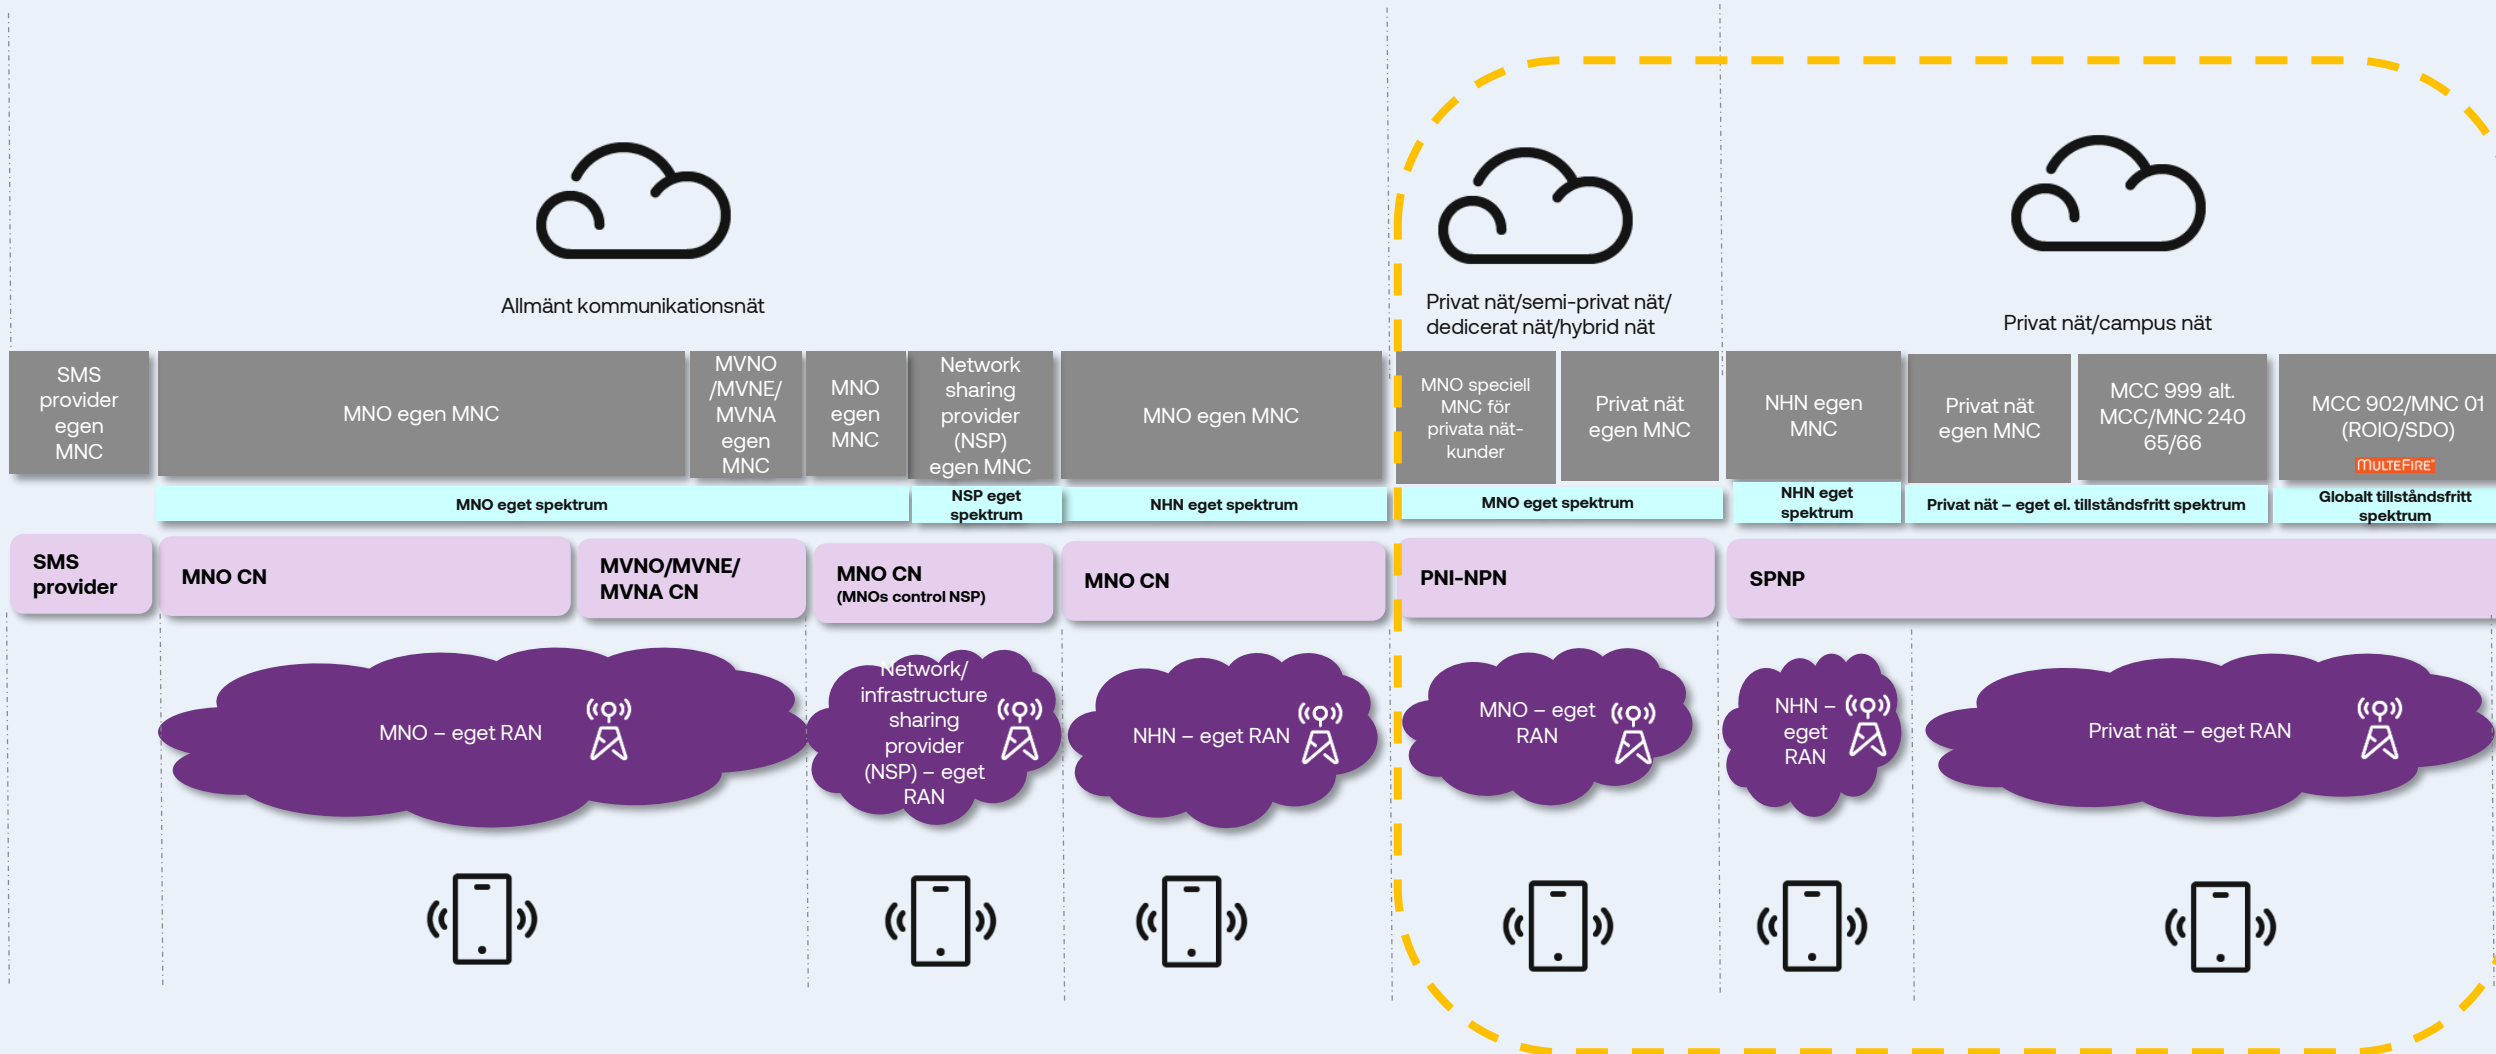 Allmänt kommunikationsnät
Privat nät/semi-privat nät/
dedicerat nät/hybrid nät
Privat nät/campus nät
SMS
provider
egen
MNC
MNO egen MNC
MVNO
/MVNE/
MVNA
egen
MNC
MNO
egen
MNC
Network
sharing
provider
(NSP)
egen MNC
MNO egen MNC
MNO speciell
MNC för
privata nät-
kunder
Privat nät
egen MNC
NHN egen
MNC
Privat nät
egen MNC
MCC 999 alt.
MCC/MNC 240
65/66
MCC 902/MNC 01
(ROIO/SDO)
MULTEFIRE
MNO eget spektrum
NSP eget
spektrum
NHN eget spektrum
MNO eget spektrum
NHN eget
spektrum
Privat nät – eget el. tillståndsfritt spektrum
Globalt tillståndsfritt
spektrum
SMS
provider
MNO CN
MVNO/MVNE/
MVNA CN
MNO CN
(MNOs control NSP)
MNO CN
PNI-NPN
SPNP
MNO – eget RAN
Network/
infrastructure
sharing
provider
(NSP) – eget
RAN
NHN – eget RAN
MNO – eget
RAN
NHN –
eget
RAN
Privat nät – eget RAN